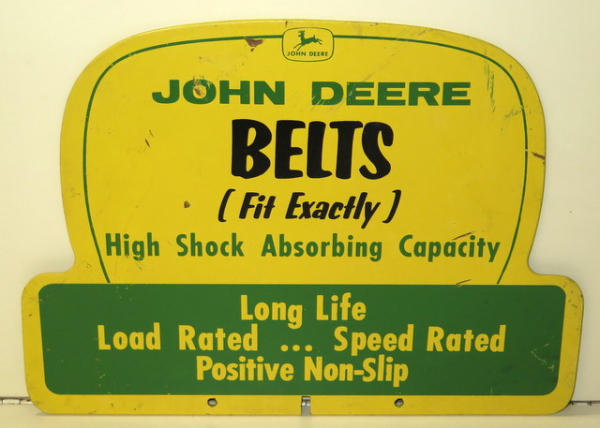 JOHN DEERE
JOHN DEERE
BELTS
( Fit Exactly )
High Shock Absorbing Capacity
Long Life
Load Rated ... Speed Rated
Positive Non-Slip